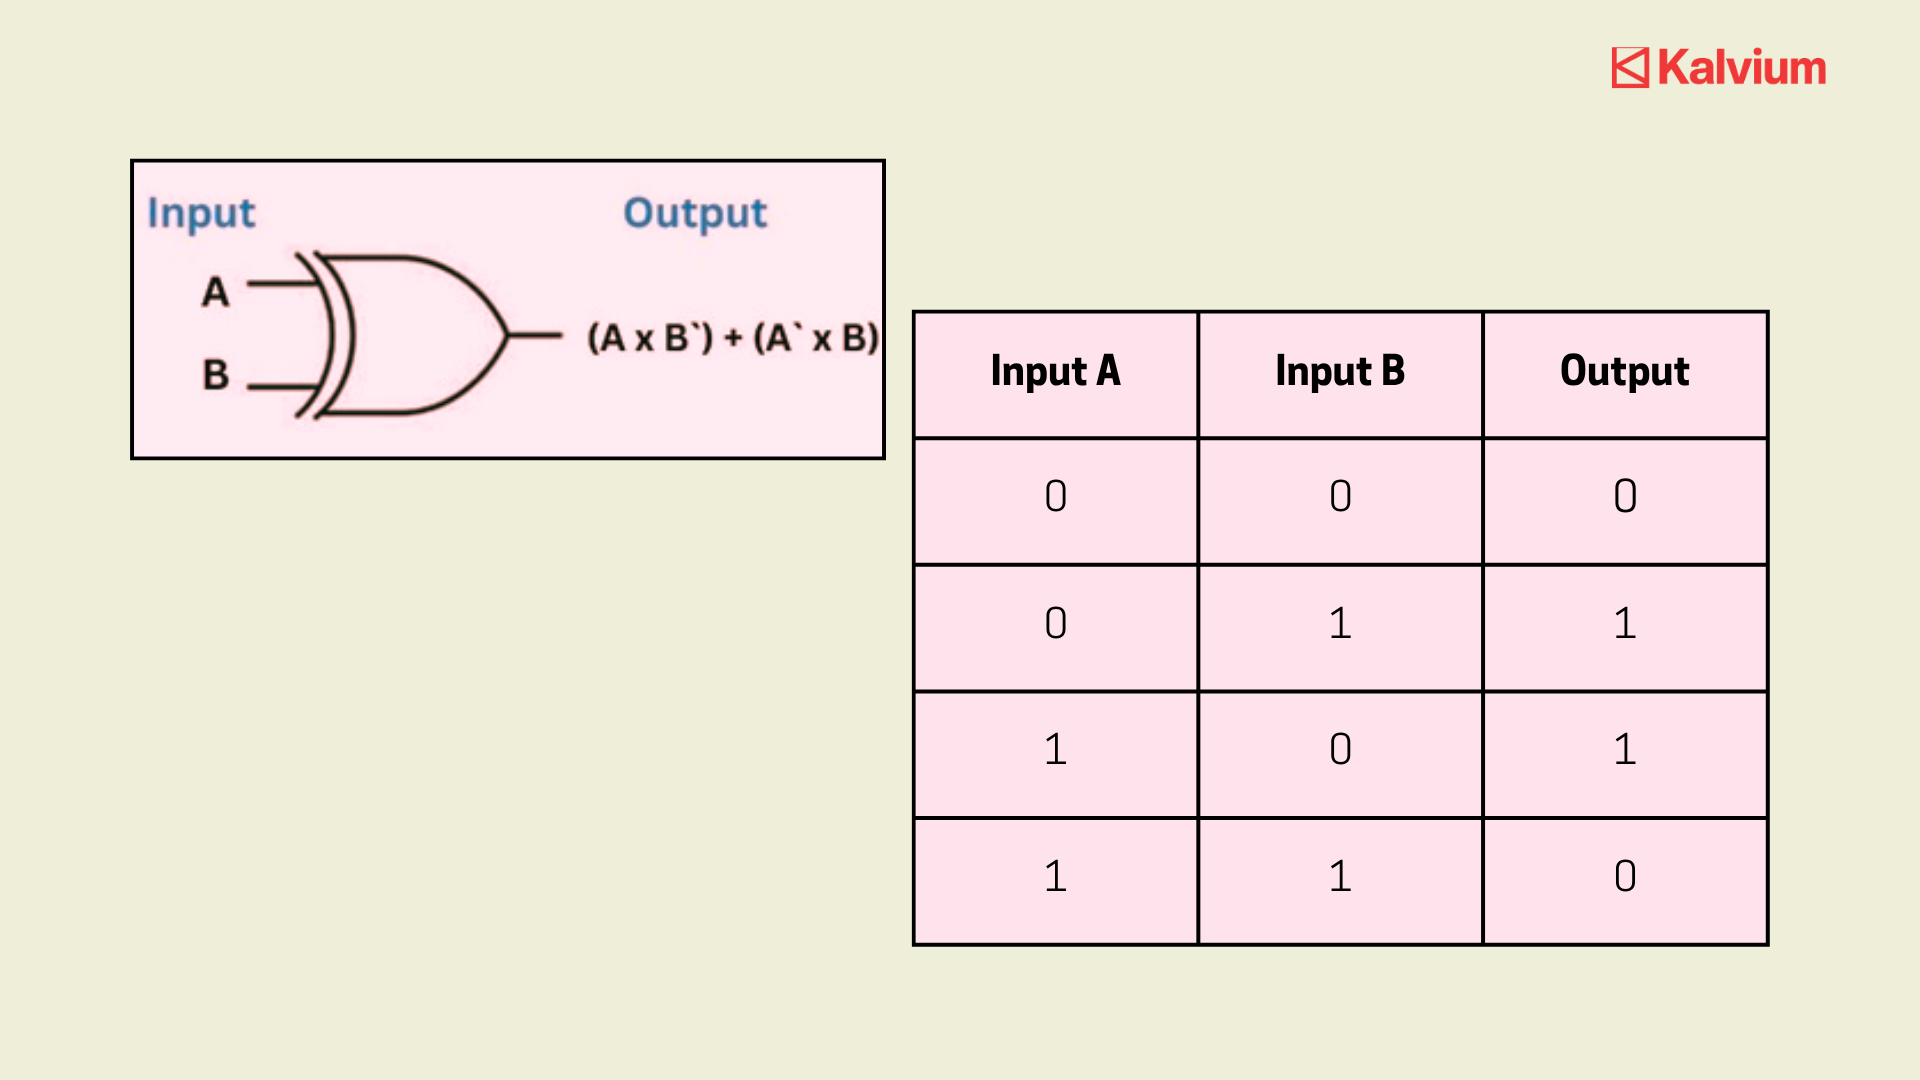 Kalvium
Input Output
A
(A x B`) + (A` x B)
B
Input A Input B Output
0 0 0
0 1 1
1 0 1
1 1 0